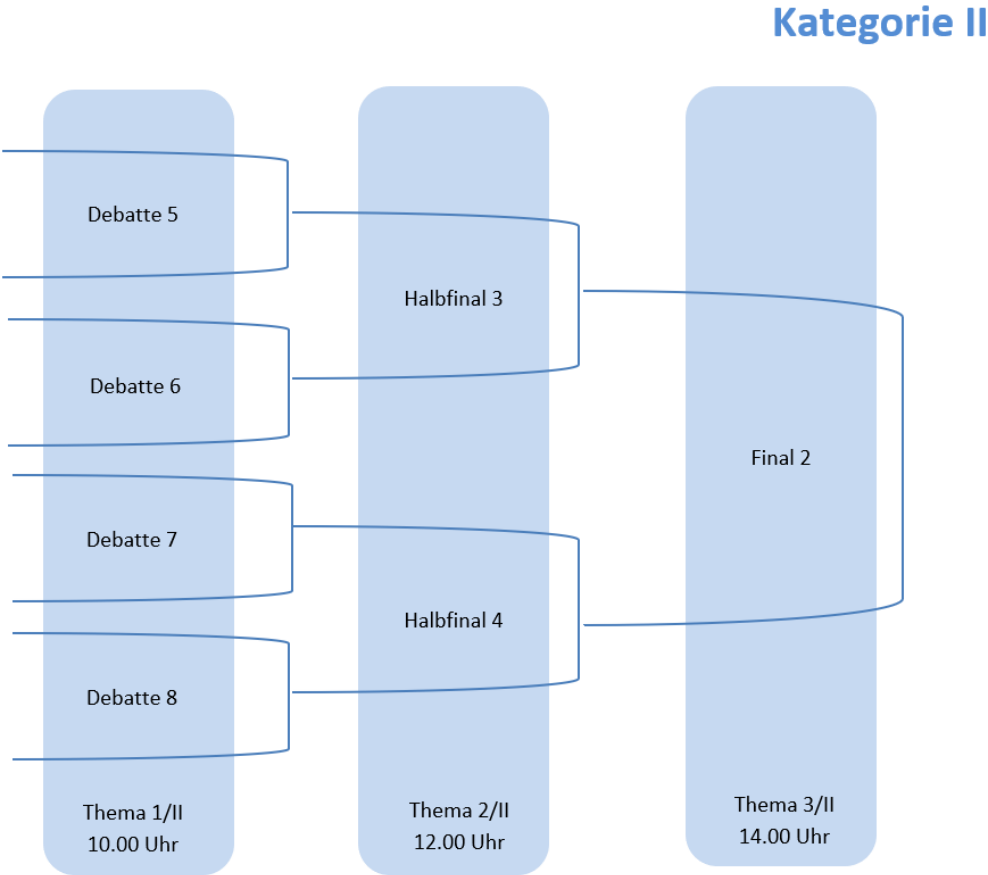 Kategorie II
Debatte 5
Debatte 6
Debatte 7
Debatte 8
Thema 1/II
10.00 Uhr
Halbfinal 3
Halbfinal 4
Thema 2/II
12.00 Uhr
Final 2
Thema 3/II
14.00 Uhr